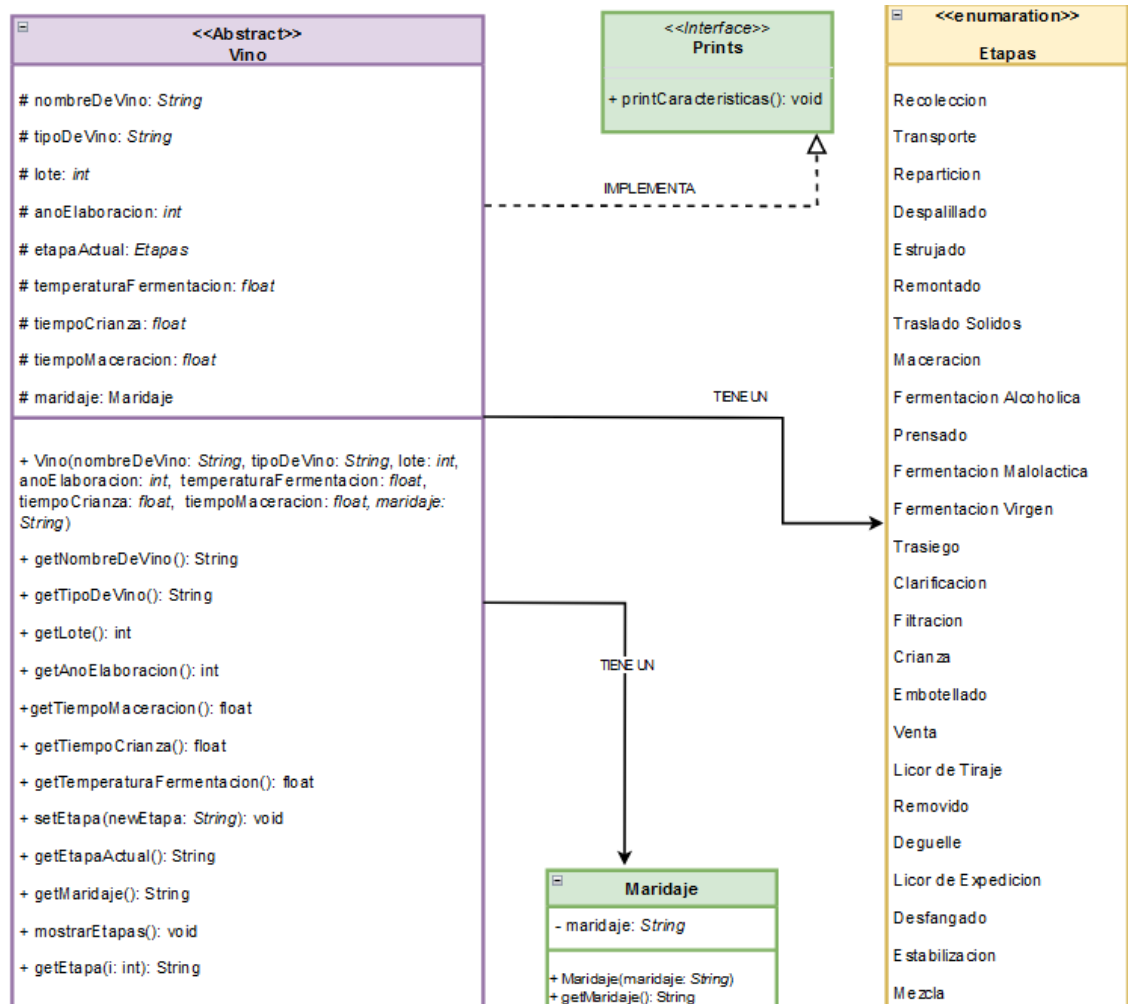 <<Abstract>>
Vino
# nombreDeVino: String
# tipoDeVino: String
# lote: int
# anoElaboracion: int
# etapaActual: Etapas
# temperaturaFermentacion: float
# tiempoCrianza: float
# tiempoMaceracion: float
# maridaje: Maridaje
+ Vino(nombreDeVino: String, tipoDeVino: String, lote: int,
anoElaboracion: int, temperaturaFermentacion: float,
tiempoCrianza: float, tiempoMaceracion: float, maridaje:
String)
+ getNombreDeVino(): String
+ getTipoDeVino(): String
+ getLote(): int
+ getAnoElaboracion(): int
+getTiempoMaceracion(): float
+ getTiempoCrianza(): float
+ getTemperaturaFermentacion(): float
+ setEtapa(newEtapa: String): void
+ getEtapaActual(): String
+ getMaridaje(): String
+ mostrarEtapas(): void
+ getEtapa(i: int): String
<<Interface>>
Prints
+ printCaracteristicas(): void
IMPLEMENTA
TIENE UN
TIENE UN
Maridaje
- maridaje: String
+ Maridaje(maridaje: String)
+ getMaridaje(): String
<<enumaration>>
Etapas
Recoleccion
Transporte
Reparticion
Despalillado
Estrujado
Remontado
Traslado Solidos
Maceracion
Fermentacion Alcoholica
Prensado
Fermentacion Malolactica
Fermentacion Virgen
Trasiego
Clarificacion
Filtracion
Crianza
Embotellado
Venta
Licor de Tiraje
Removido
Deguelle
Licor de Expedicion
Desfangado
Estabilizacion
Mezcla